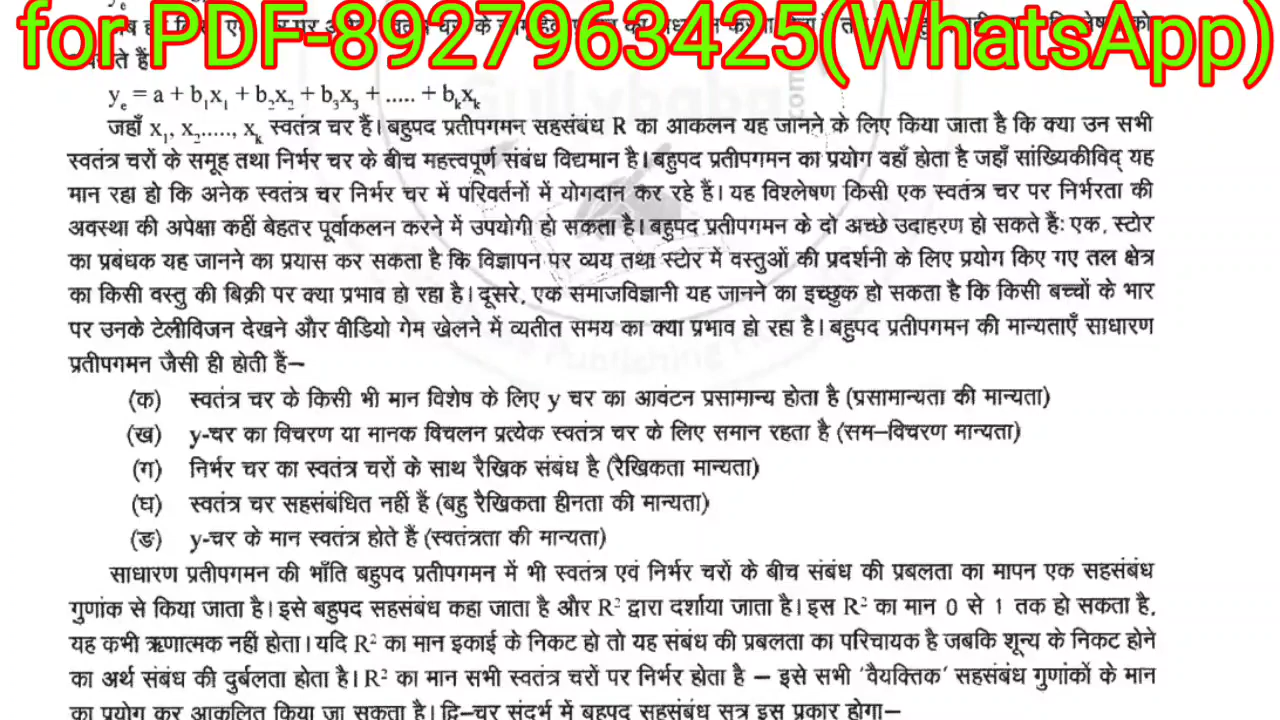 for PDF-8927963425(WhatsApp)
yₑ = a + b₁x₁ + b₂x₂ + b₃x₃ + ..... + bₖxₖ
जहाँ x₁, x₂....., xₖ स्वतंत्र चर हैं। बहुपद प्रतीपगमन सहसंबंध R का आकलन यह जानने के लिए किया जाता है कि क्या उन सभी
स्वतंत्र चरों के समूह तथा निर्भर चर के बीच महत्त्वपूर्ण संबंध विद्यमान है। बहुपद प्रतीपगमन का प्रयोग वहाँ होता है जहाँ सांख्यिकीविद् यह
मान रहा हो कि अनेक स्वतंत्र चर निर्भर चर में परिवर्तनों में योगदान कर रहे हैं। यह विश्लेषण किसी एक स्वतंत्र चर पर निर्भरता की
अवस्था की अपेक्षा कहीं बेहतर पूर्वाकलन करने में उपयोगी हो सकता है। बहुपद प्रतीपगमन के दो अच्छे उदाहरण हो सकते हैं: एक, स्टोर
का प्रबंधक यह जानने का प्रयास कर सकता है कि विज्ञापन पर व्यय तथा स्टोर में वस्तुओं की प्रदर्शनी के लिए प्रयोग किए गए तल क्षेत्र
का किसी वस्तु की बिक्री पर क्या प्रभाव हो रहा है। दूसरे, एक समाजविज्ञानी यह जानने का इच्छुक हो सकता है कि किसी बच्चों के भार
पर उनके टेलीविजन देखने और वीडियो गेम खेलने में व्यतीत समय का क्या प्रभाव हो रहा है। बहुपद प्रतीपगमन की मान्यताएँ साधारण
प्रतीपगमन जैसी ही होती हैं–
(क) स्वतंत्र चर के किसी भी मान विशेष के लिए y चर का आवंटन प्रसामान्य होता है (प्रसामान्यता की मान्यता)
(ख) y-चर का विचरण या मानक विचलन प्रत्येक स्वतंत्र चर के लिए समान रहता है (सम–विचरण मान्यता)
(ग) निर्भर चर का स्वतंत्र चरों के साथ रैखिक संबंध है (रैखिकता मान्यता)
(घ) स्वतंत्र चर सहसंबंधित नहीं हैं (बहु रैखिकता हीनता की मान्यता)
(ङ) y-चर के मान स्वतंत्र होते हैं (स्वतंत्रता की मान्यता)
साधारण प्रतीपगमन की भाँति बहुपद प्रतीपगमन में भी स्वतंत्र एवं निर्भर चरों के बीच संबंध की प्रबलता का मापन एक सहसंबंध
गुणांक से किया जाता है। इसे बहुपद सहसंबंध कहा जाता है और R² द्वारा दर्शाया जाता है। इस R² का मान 0 से 1 तक हो सकता है,
यह कभी ऋणात्मक नहीं होता। यदि R² का मान इकाई के निकट हो तो यह संबंध की प्रबलता का परिचायक है जबकि शून्य के निकट होने
का अर्थ संबंध की दुर्बलता होता है। R² का मान सभी स्वतंत्र चरों पर निर्भर होता है – इसे सभी 'वैयक्तिक' सहसंबंध गुणांकों के मान
का प्रयोग कर आकलित किया जा सकता है। द्वि–चर संदर्भ में बहुपद सहसंबंध सूत्र इस प्रकार होगा–